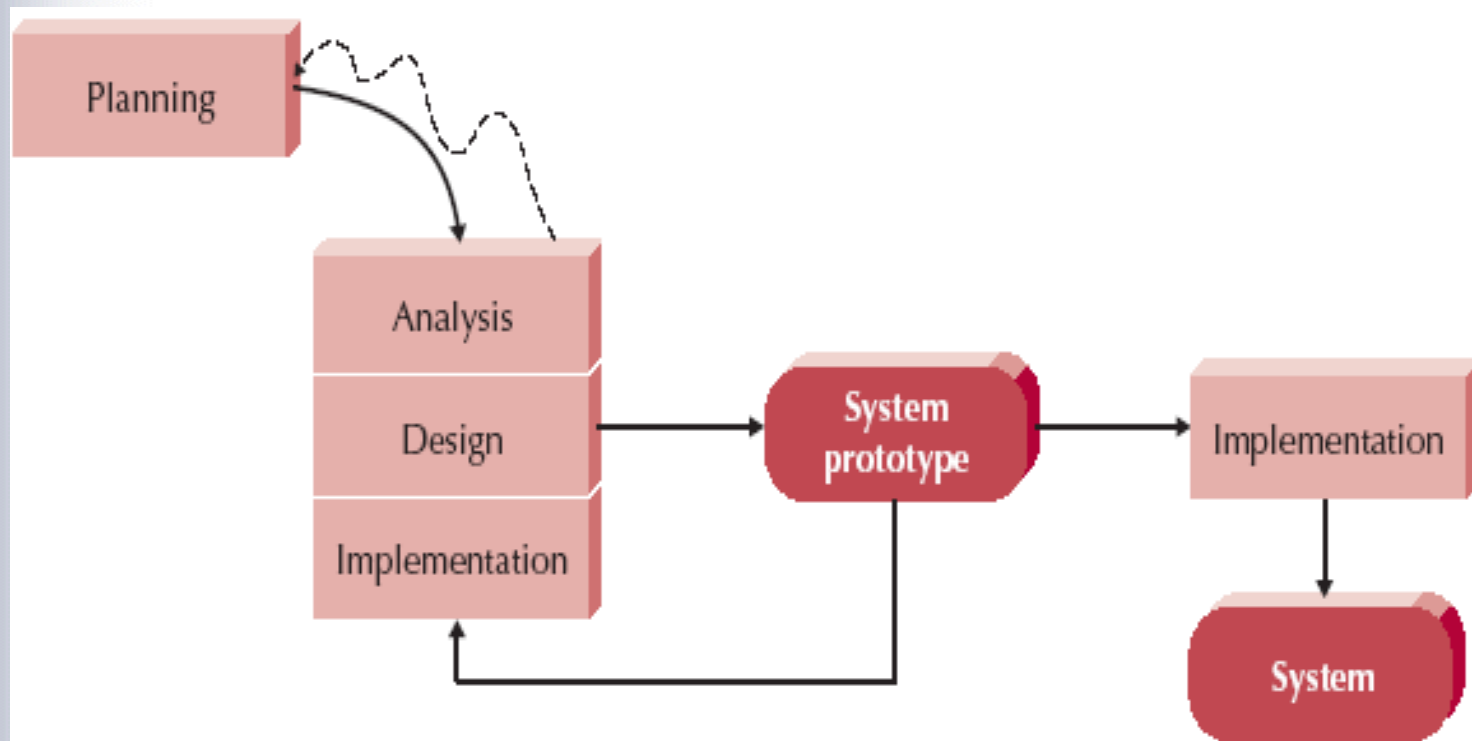 Planning
Analysis
Design
Implementation
System
prototype
Implementation
System